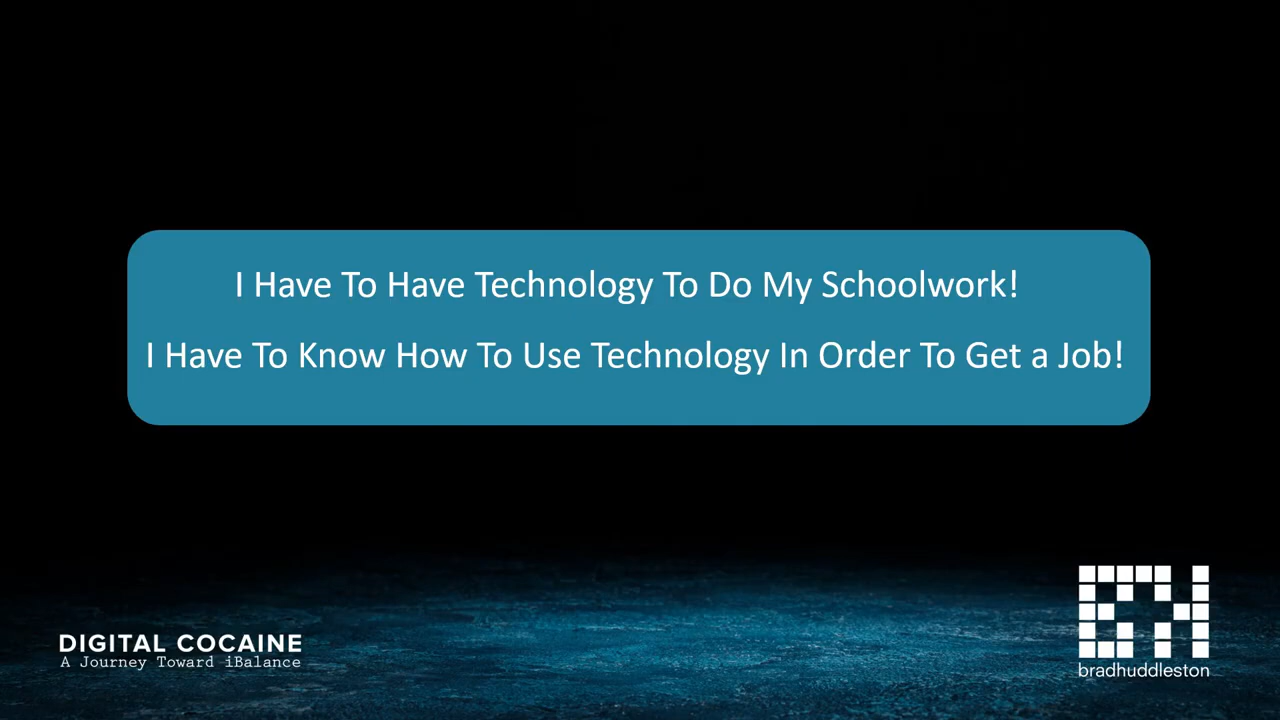 I Have To Have Technology To Do My Schoolwork!
I Have To Know How To Use Technology In Order To Get a Job!
DIGITAL COCAINE
A Journey Toward iBalance
bradhuddleston